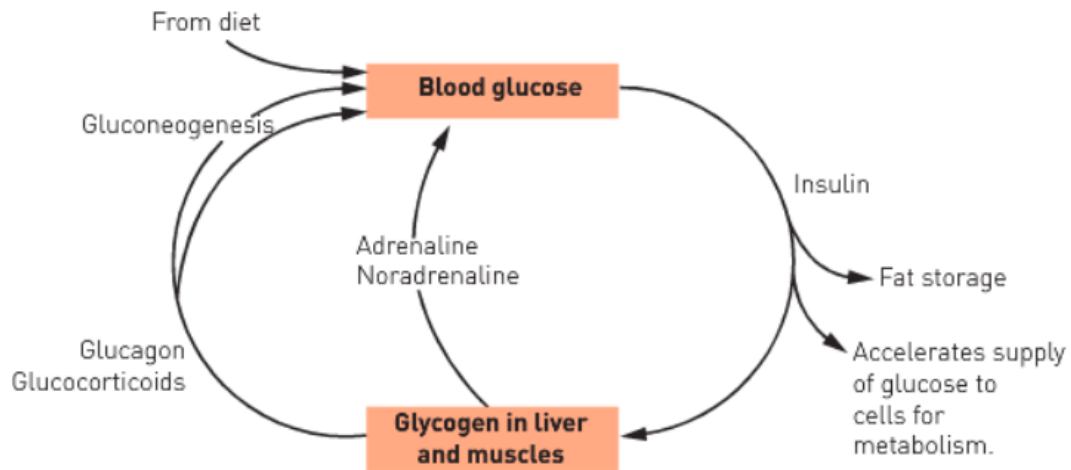 From diet
Blood glucose
Gluconeogenesis
Insulin
Adrenaline
Noradrenaline
Fat storage
Glucagon
Glucocorticoids
Accelerates supply
of glucose to
cells for
metabolism.
Glycogen in liver
and muscles